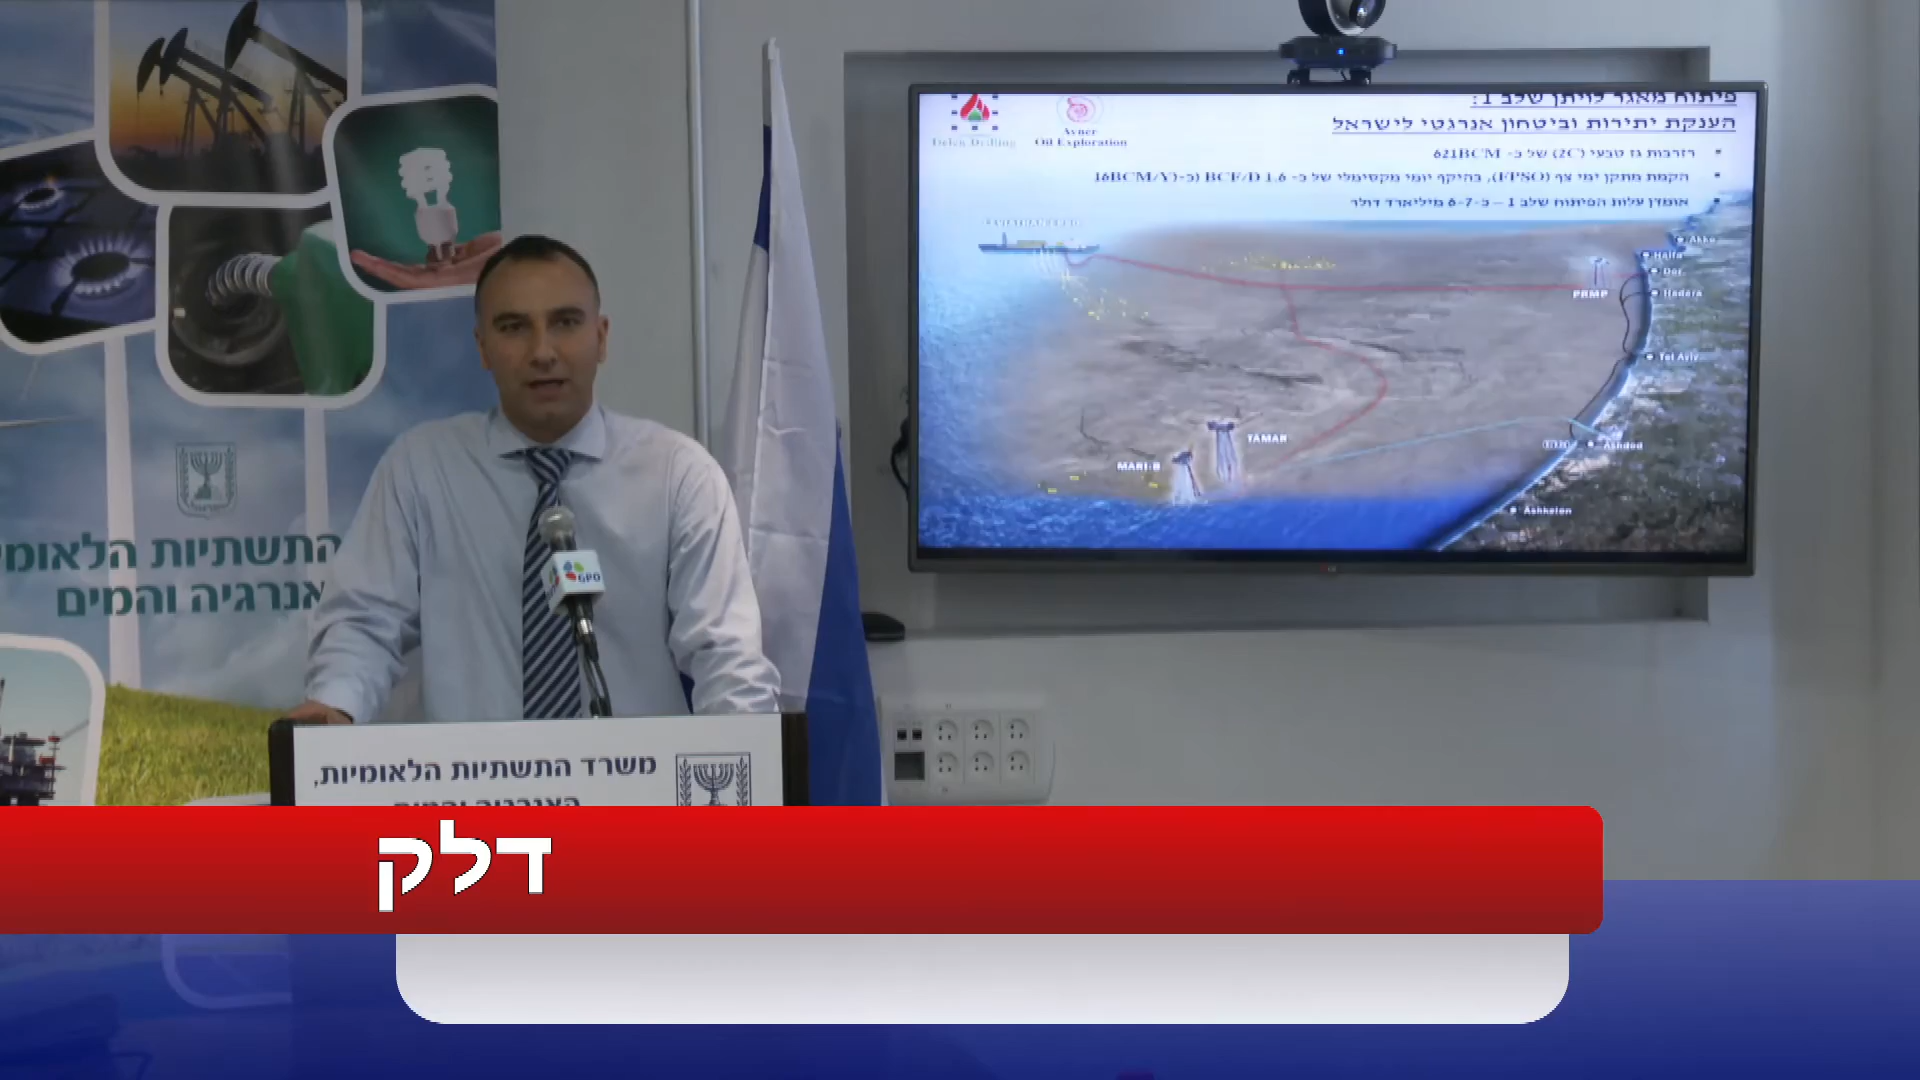 פיתוח מאגר לויתן שלב 1:
הענקת יתירות וביטחון אנרגטי לישראל
Delek Drilling
Avner
Oil Exploration
רזרבות גז טבעי (2C) של כ- 621BCM
הקמת מתקן ימי צף (FPSO), בהיקף יומי מקסימלי של כ- 1.6 BCF/D (כ-16BCM/Y)
אומדן עלות הפיתוח שלב 1 – כ-6-7 מיליארד דולר
Akko
Haifa
Dor
PRMP
Hadera
Tel Aviv
TAMAR
MARI-B
Ashdod
Ashkelon
התשתיות הלאומי
אנרגיה והמים
GPO
משרד התשתיות הלאומיות,
האנרגיה והמים
דלק